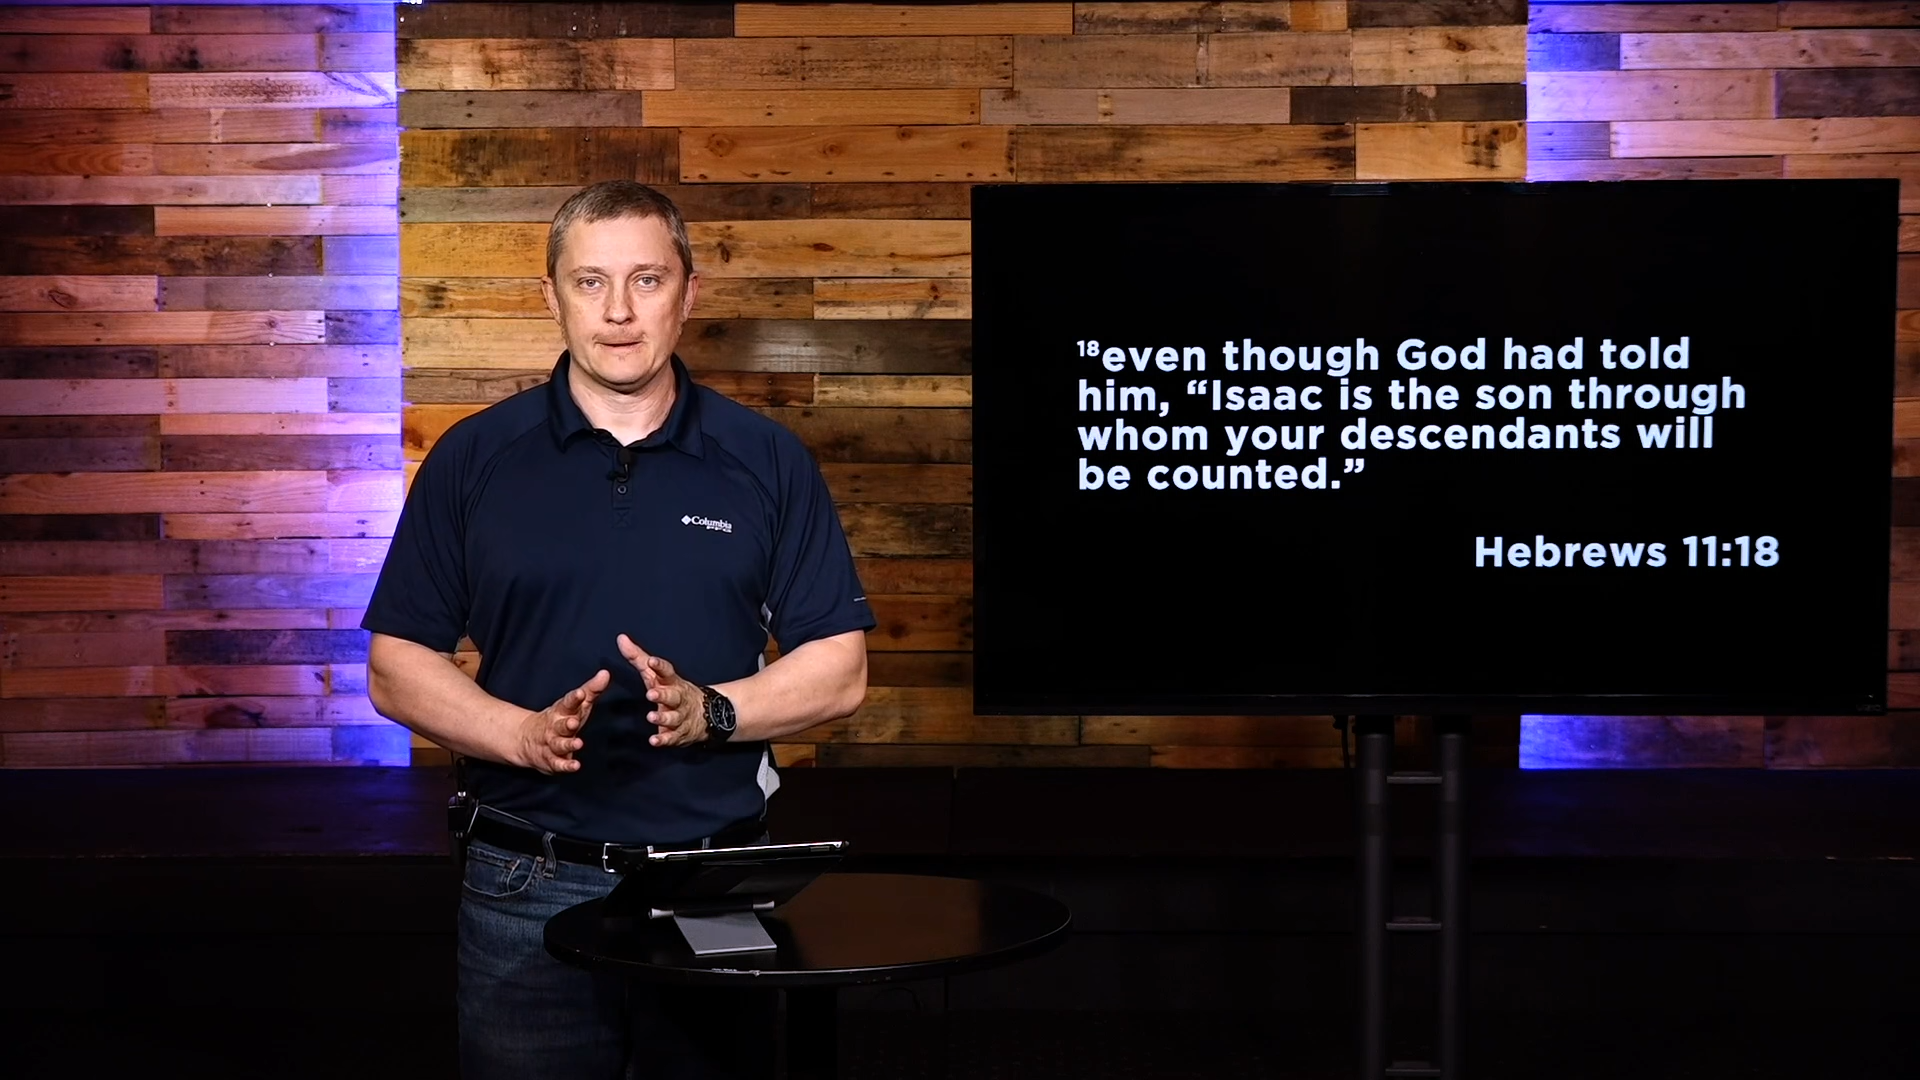 Columbia
PFG
¹⁸even though God had told
him, “Isaac is the son through
whom your descendants will
be counted.”
Hebrews 11:18